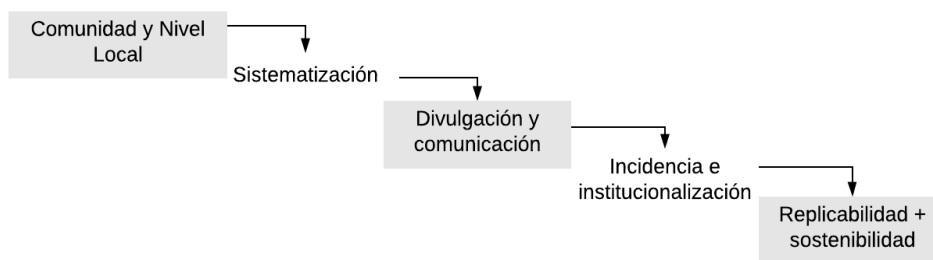 Comunidad y Nivel
Local
Sistematización
Divulgación y
comunicación
Incidencia e
institucionalización
Replicabilidad +
sostenibilidad